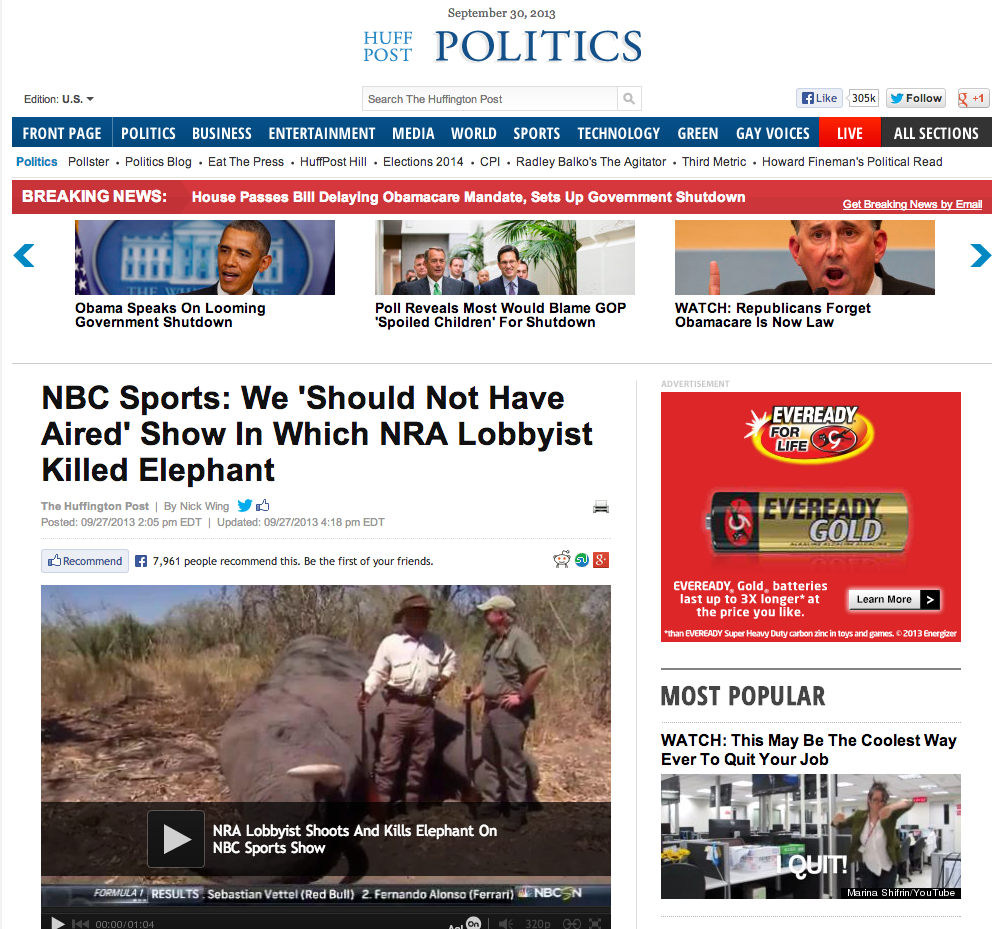 September 30, 2013
HUFF
POST
POLITICS
Edition: U.S.
Search The Huffington Post
Like
305k
Follow
g +1
FRONT PAGE
POLITICS
BUSINESS
ENTERTAINMENT
MEDIA
WORLD
SPORTS
TECHNOLOGY
GREEN
GAY VOICES
LIVE
ALL SECTIONS
Politics Pollster • Politics Blog • Eat The Press • HuffPost Hill • Elections 2014 • CPI • Radley Balko's The Agitator • Third Metric • Howard Fineman's Political Read
BREAKING NEWS: House Passes Bill Delaying Obamacare Mandate, Sets Up Government Shutdown
Get Breaking News by Email
THE WHITE
Obama Speaks On Looming
Government Shutdown
Poll Reveals Most Would Blame GOP
'Spoiled Children' For Shutdown
WATCH: Republicans Forget
Obamacare Is Now Law
NBC Sports: We 'Should Not Have
Aired' Show In Which NRA Lobbyist
Killed Elephant
The Huffington Post | By Nick Wing
Posted: 09/27/2013 2:05 pm EDT | Updated: 09/27/2013 4:18 pm EDT
Recommend
7,961 people recommend this. Be the first of your friends.
NRA Lobbyist Shoots And Kills Elephant On
NBC Sports Show
FORMULA 1 RESULTS Sebastian Vettel (Red Bull) 2. Fernando Alonso (Ferrari) NBCSN
00:00/01:04
Aol On
320p
ADVERTISEMENT
EVEREADY
FOR
LIFE
9
EVEREADY
GOLD
EVEREADY® Gold® batteries
last up to 3X longer* at
the price you like.
Learn More >
*than EVEREADY Super Heavy Duty carbon zinc in toys and games. © 2013 Energizer
MOST POPULAR
WATCH: This May Be The Coolest Way
Ever To Quit Your Job
I QUIT!
Marina Shifrin/YouTube